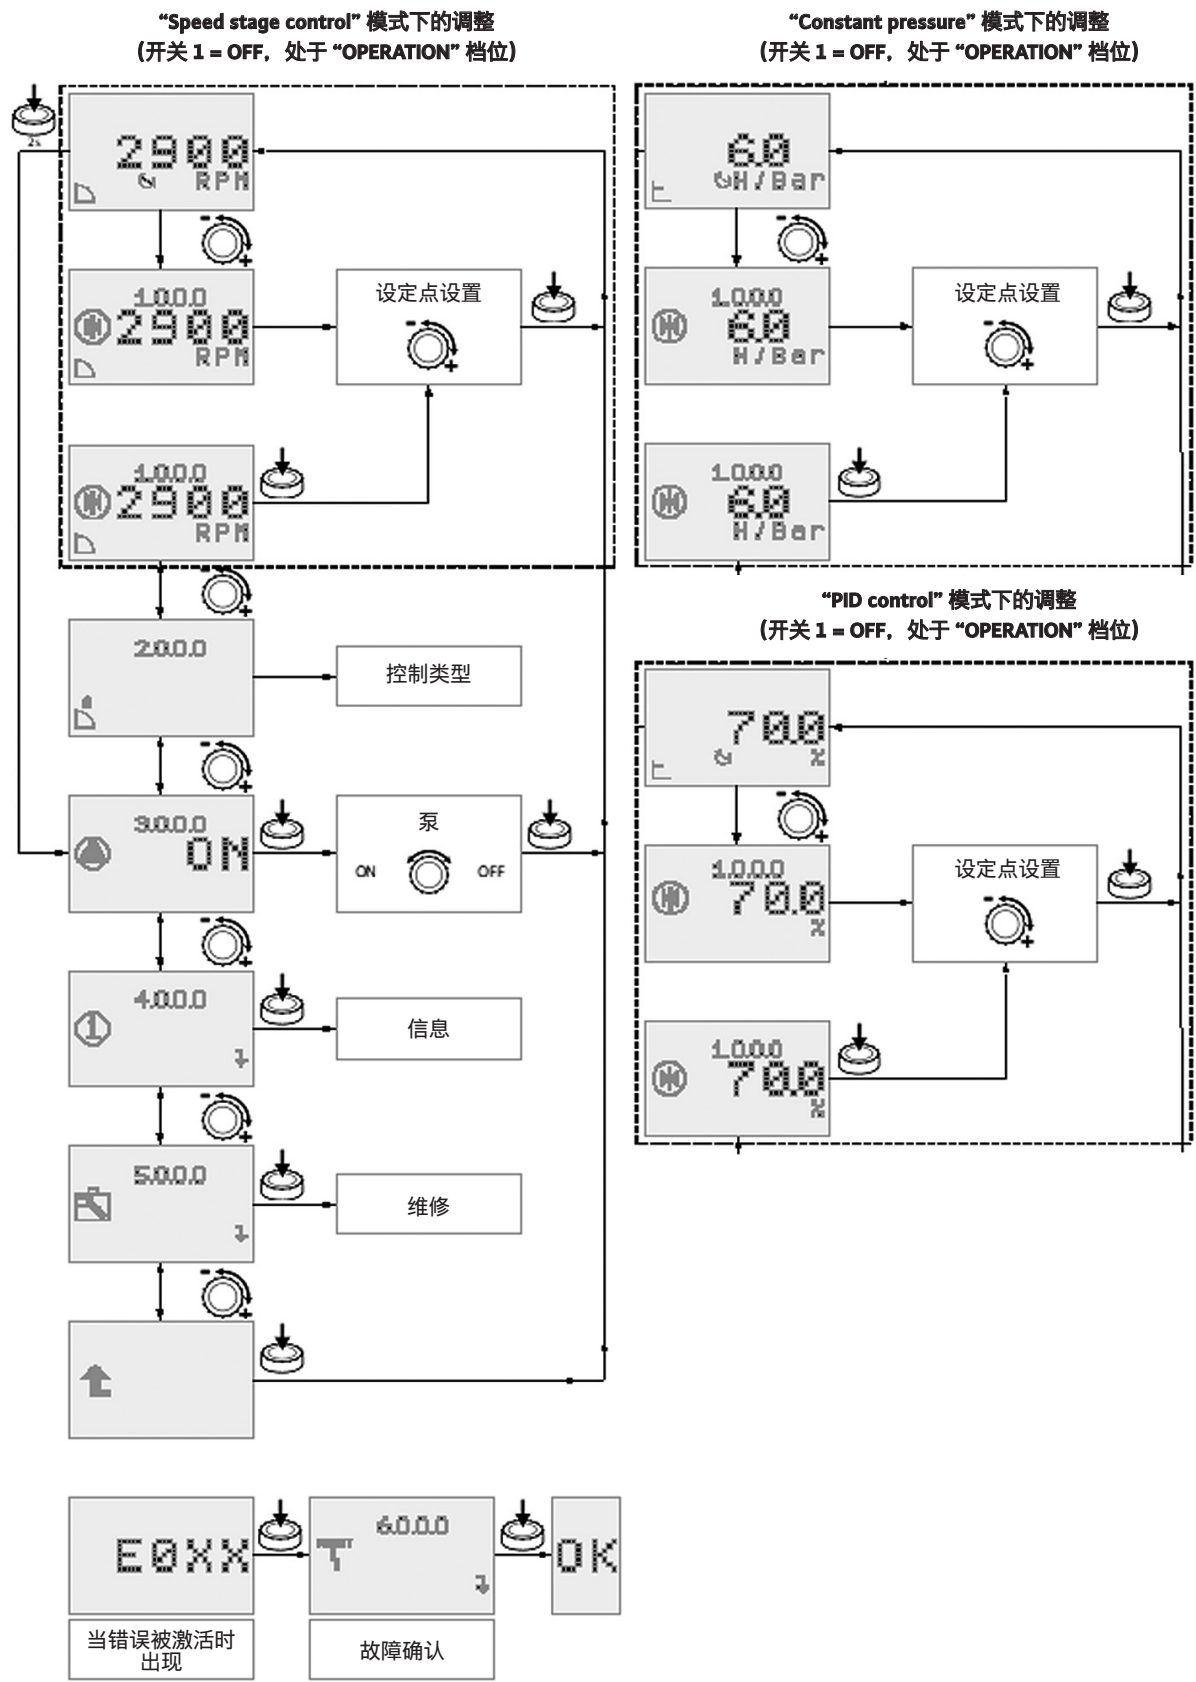 “Speed stage control” 模式下的调整
（开关 1 = OFF，处于 “OPERATION” 档位）
2s
2900
RPM
- +
1.0.0.0
2900
RPM
设定点设置
- +
1.0.0.0
2900
RPM
+
2.0.0.0
控制类型
- +
3.0.0.0
ON
泵
ON OFF
- +
4.0.0.0
1
信息
- +
5.0.0.0
维修
- +
E0XX
6.0.0.0
RESET
OK
当错误被激活时
出现
故障确认
“Constant pressure” 模式下的调整
（开关 1 = OFF，处于 “OPERATION” 档位）
6.0
H/Bar
- +
1.0.0.0
6.0
H/Bar
设定点设置
- +
1.0.0.0
6.0
H/Bar
“PID control” 模式下的调整
（开关 1 = OFF，处于 “OPERATION” 档位）
70.0
%
- +
1.0.0.0
70.0
%
设定点设置
- +
1.0.0.0
70.0
%